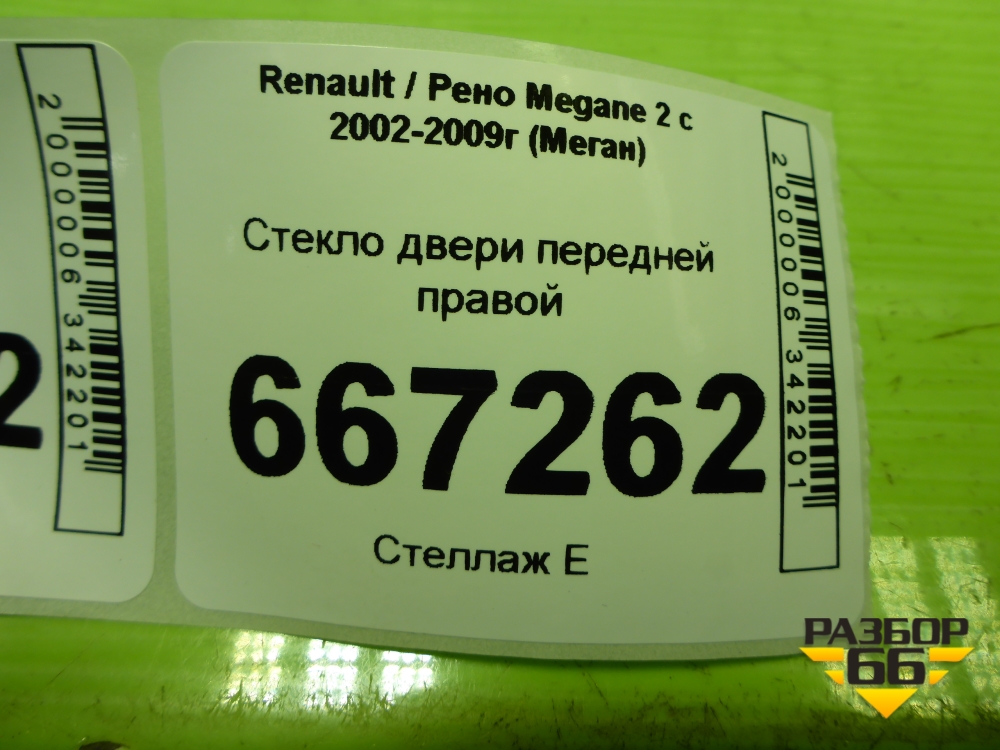 2
2000006342201
Renault / Рено Megane 2 с
2002-2009г (Меган)
Стекло двери передней
правой
667262
Стеллаж Е
2000006342201
РАЗБОР
66